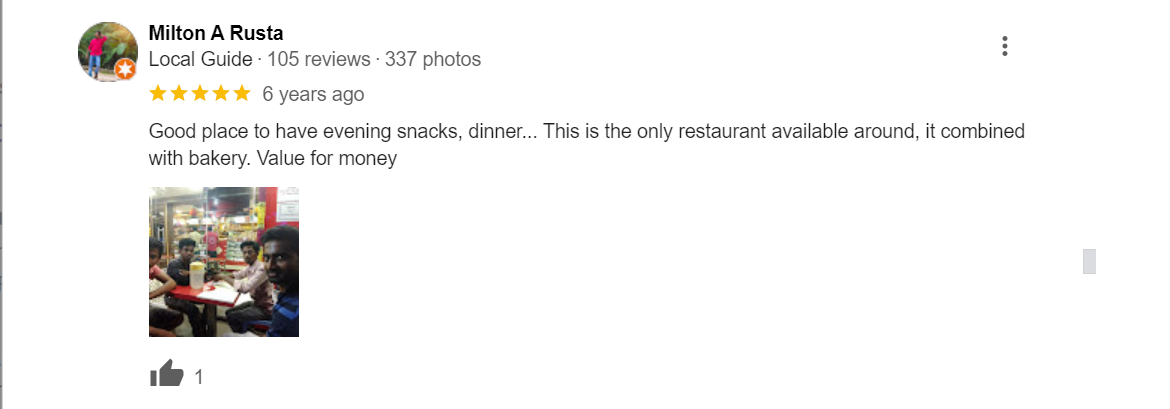 Milton A Rusta
Local Guide · 105 reviews · 337 photos
6 years ago
Good place to have evening snacks, dinner... This is the only restaurant available around, it combined
with bakery. Value for money
1